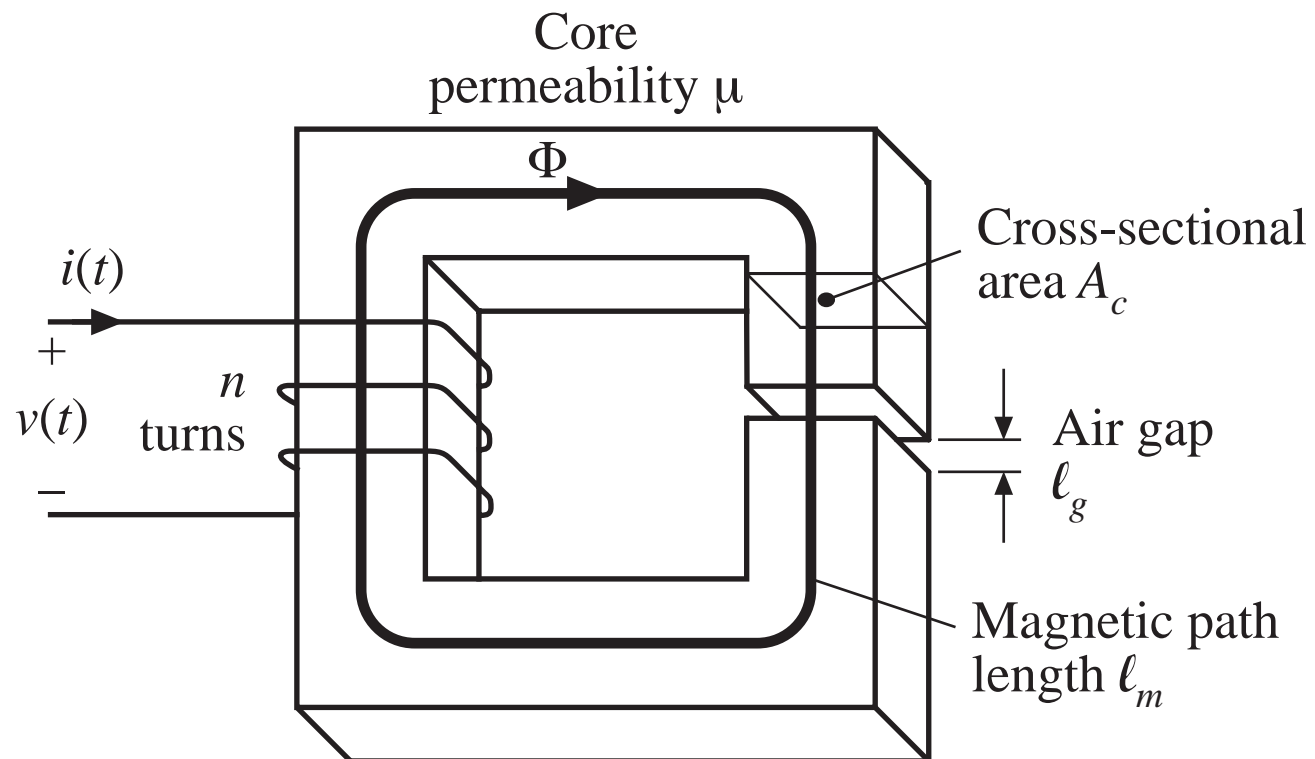 Core
permeability μ
Φ
Cross-sectional
area A_c
i(t)
+
n
turns
v(t)
−
Air gap
ℓ_g
Magnetic path
length ℓ_m